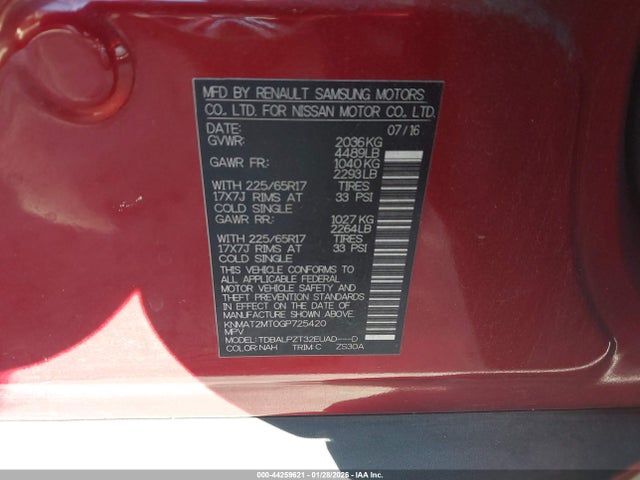 MFD BY RENAULT SAMSUNG MOTORS
CO., LTD. FOR NISSAN MOTOR CO., LTD.
DATE: 07/16
GVWR: 2036KG
4489LB
GAWR FR: 1040KG
2293LB
WITH 225/65R17 TIRES
17X7J RIMS AT 33 PSI
COLD SINGLE
GAWR RR: 1027KG
2264LB
WITH 225/65R17 TIRES
17X7J RIMS AT 33 PSI
COLD SINGLE
THIS VEHICLE CONFORMS TO
ALL APPLICABLE FEDERAL
MOTOR VEHICLE SAFETY AND
THEFT PREVENTION STANDARDS
IN EFFECT ON THE DATE OF
MANUFACTURE SHOWN ABOVE.
KNMAT2MT0GP725420
MPV
MODEL: TDBALPZT32EUAD----D
COLOR: NAH TRIM: C ZS30A
000-44259621 | 01/28/2026 | IAA Inc.